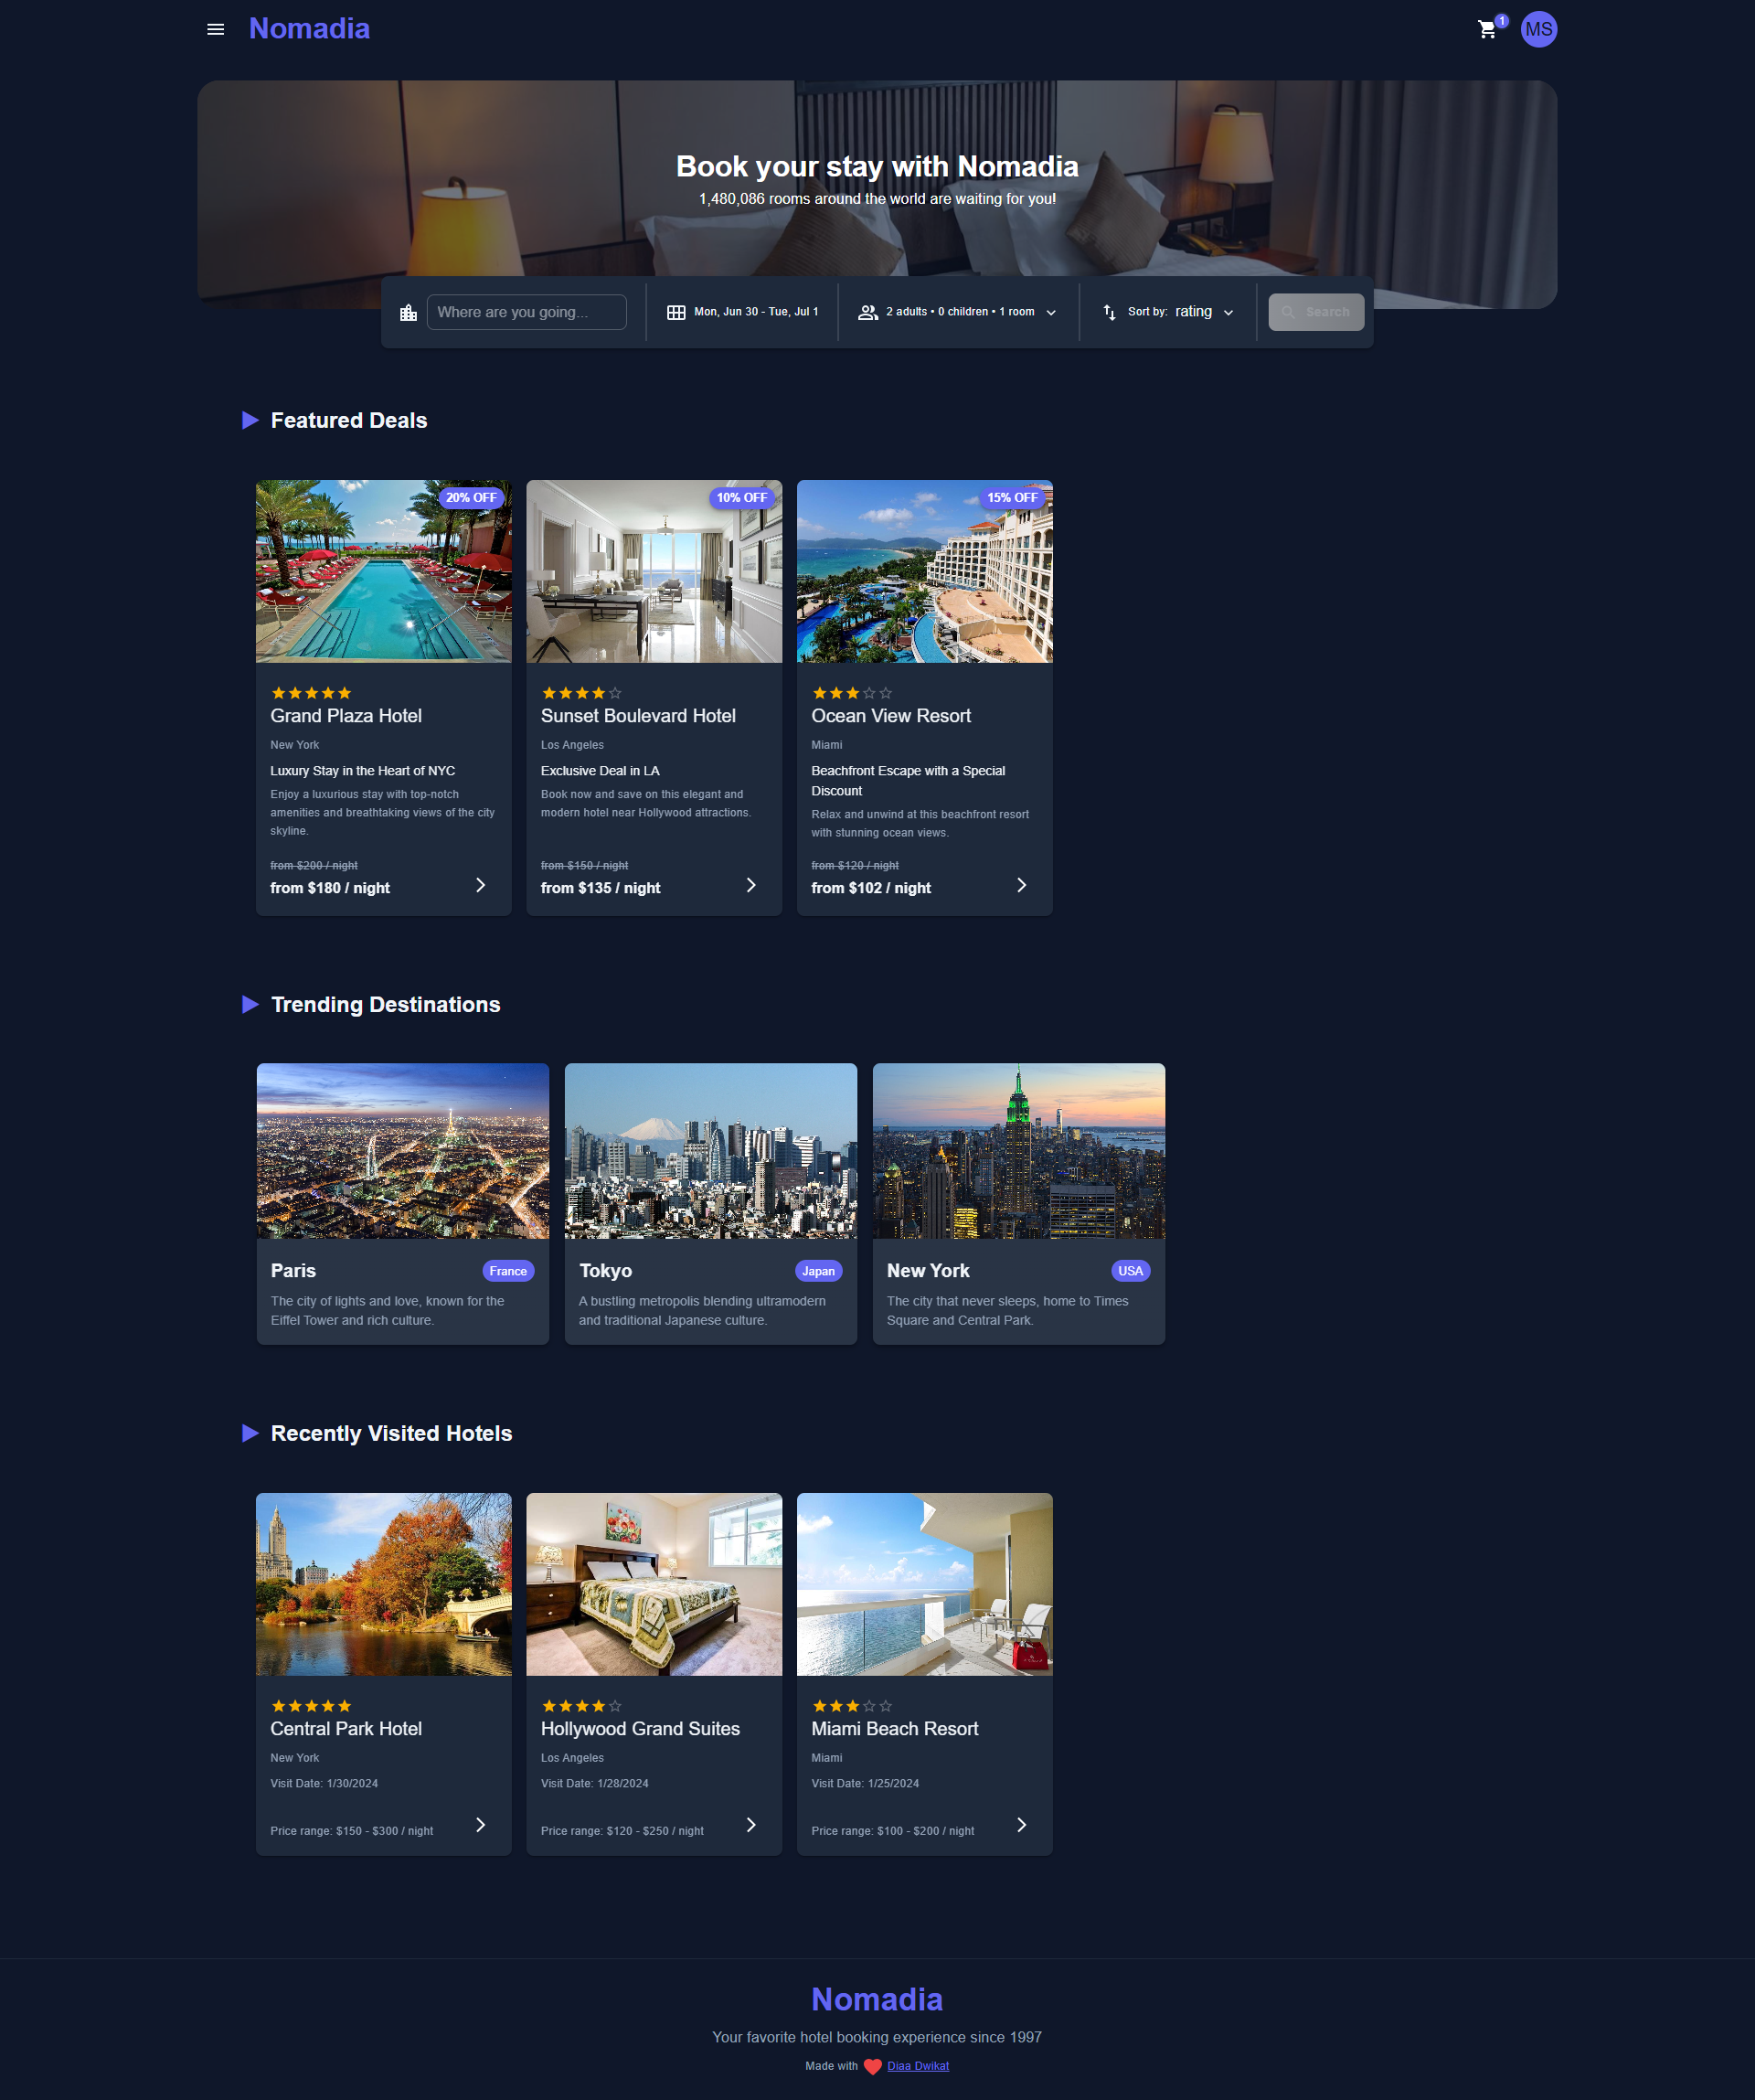 Nomadia
1
MS
Book your stay with Nomadia
1,480,086 rooms around the world are waiting for you!
Where are you going...
Mon, Jun 30 - Tue, Jul 1
2 adults • 0 children • 1 room
Sort by: rating
Search
Featured Deals
20% OFF
Grand Plaza Hotel
New York
Luxury Stay in the Heart of NYC
Enjoy a luxurious stay with top-notch
amenities and breathtaking views of the city
skyline.
from $200 / night
from $180 / night
10% OFF
Sunset Boulevard Hotel
Los Angeles
Exclusive Deal in LA
Book now and save on this elegant and
modern hotel near Hollywood attractions.
from $150 / night
from $135 / night
15% OFF
Ocean View Resort
Miami
Beachfront Escape with a Special
Discount
Relax and unwind at this beachfront resort
with stunning ocean views.
from $120 / night
from $102 / night
Trending Destinations
Paris
France
The city of lights and love, known for the
Eiffel Tower and rich culture.
Tokyo
Japan
A bustling metropolis blending ultramodern
and traditional Japanese culture.
New York
USA
The city that never sleeps, home to Times
Square and Central Park.
Recently Visited Hotels
Central Park Hotel
New York
Visit Date: 1/30/2024
Price range: $150 - $300 / night
Hollywood Grand Suites
Los Angeles
Visit Date: 1/28/2024
Price range: $120 - $250 / night
Miami Beach Resort
Miami
Visit Date: 1/25/2024
Price range: $100 - $200 / night
Nomadia
Your favorite hotel booking experience since 1997
Made with Diaa Dwikat